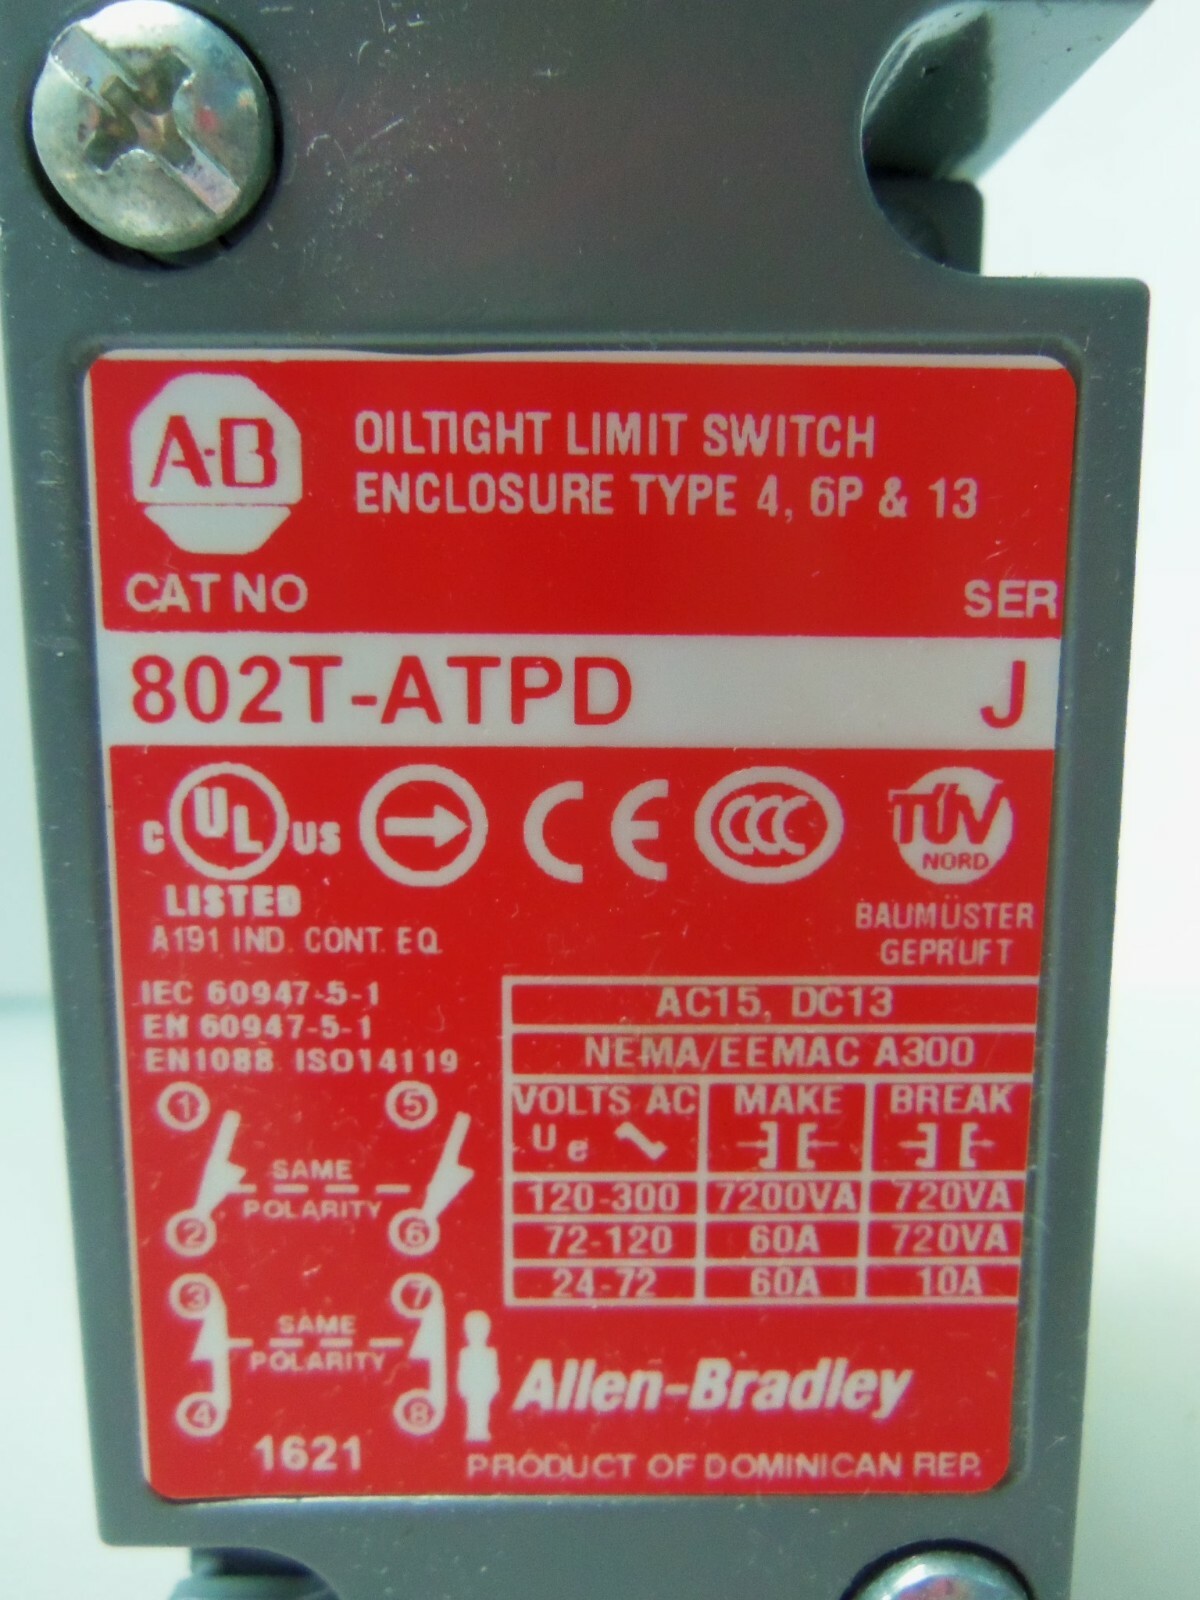 A-B
OILTIGHT LIMIT SWITCH
ENCLOSURE TYPE 4, 6P & 13
CAT NO SER
802T-ATPD J
C UL US CE CCC TÜV
NORD
LISTED
A191 IND. CONT. EQ.
BAUMÜSTER
GEPRÜFT
IEC 60947-5-1
EN 60947-5-1
EN1088 ISO14119
AC15, DC13
NEMA/EEMAC A300
VOLTS AC MAKE BREAK
Ue
120-300 7200VA 720VA
72-120 60A 720VA
24-72 60A 10A
1 5
SAME
POLARITY
2 6
3 7
SAME
POLARITY
4 8
1621
Allen-Bradley
PRODUCT OF DOMINICAN REP.